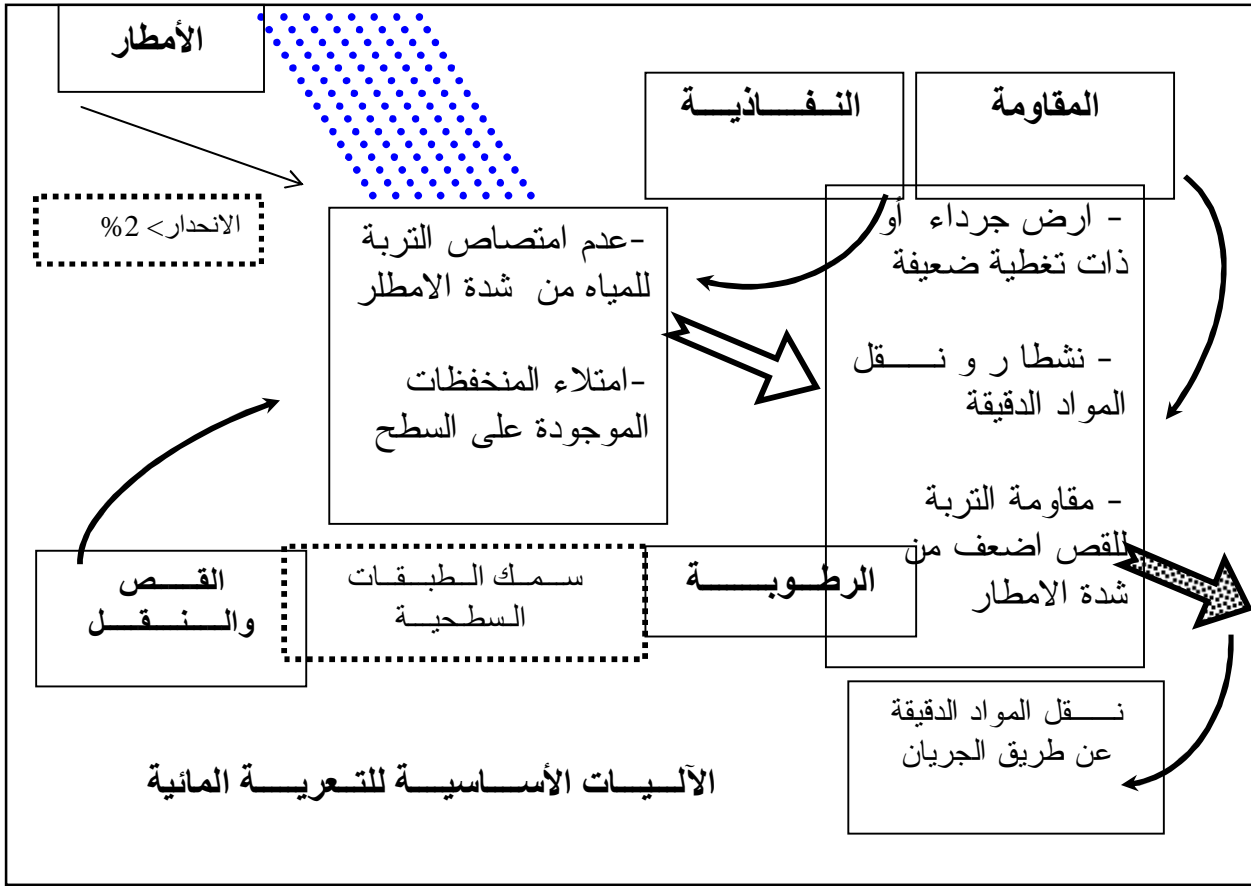 الأمطار
المقاومة
النفاذية
الانحدار> 2%
-عدم امتصاص التربة
للمياه من شدة الامطلر
-امتلاء المنخفظات
الموجودة على السطح
- ارض جرداء أو
ذات تغطية ضعيفة
- نشطا ر و نقل
المواد الدقيقة
- مقاومة التربة
للقص اضعف من
شدة الامطار
الرطوبة
سمك الطبقات
السطحية
القص
والنقل
نقل المواد الدقيقة
عن طريق الجريان
الآليات الأساسية للتعرية المائية